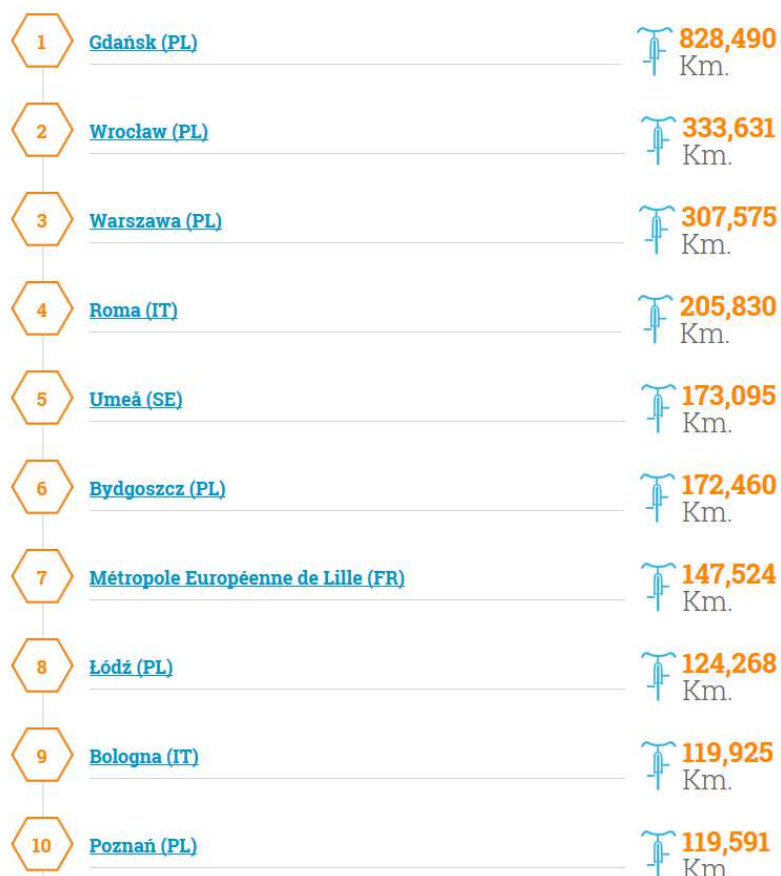 1 Gdańsk (PL) 828,490
Km.
2 Wrocław (PL) 333,631
Km.
3 Warszawa (PL) 307,575
Km.
4 Roma (IT) 205,830
Km.
5 Umeå (SE) 173,095
Km.
6 Bydgoszcz (PL) 172,460
Km.
7 Métropole Européenne de Lille (FR) 147,524
Km.
8 Łódź (PL) 124,268
Km.
9 Bologna (IT) 119,925
Km.
10 Poznań (PL) 119,591
Km